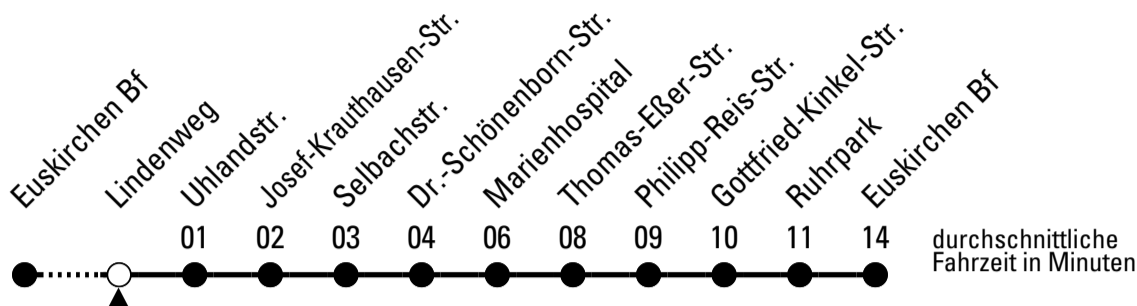 Euskirchen Bf
Lindenweg
Uhlandstr.
Josef-Krauthausen-Str.
Selbachstr.
Dr.-Schönenborn-Str.
Marienhospital
Thomas-Eßer-Str.
Philipp-Reis-Str.
Gottfried-Kinkel-Str.
Ruhrpark
Euskirchen Bf
01 02 03 04 06 08 09 10 11 14
durchschnittliche
Fahrzeit in Minuten